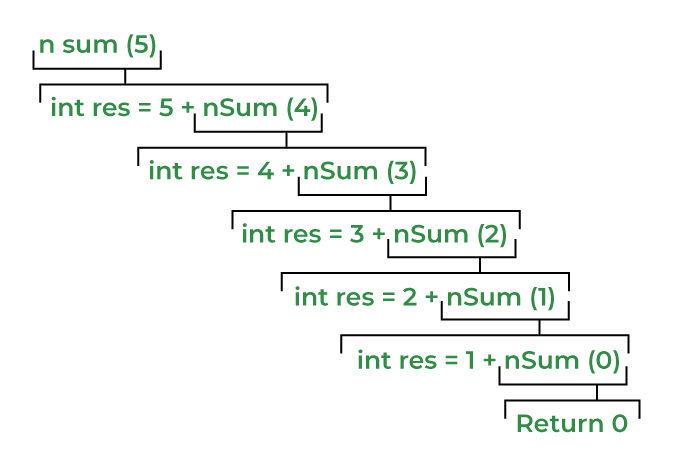 n sum (5)
int res = 5 + nSum (4)
int res = 4 + nSum (3)
int res = 3 + nSum (2)
int res = 2 + nSum (1)
int res = 1 + nSum (0)
Return 0